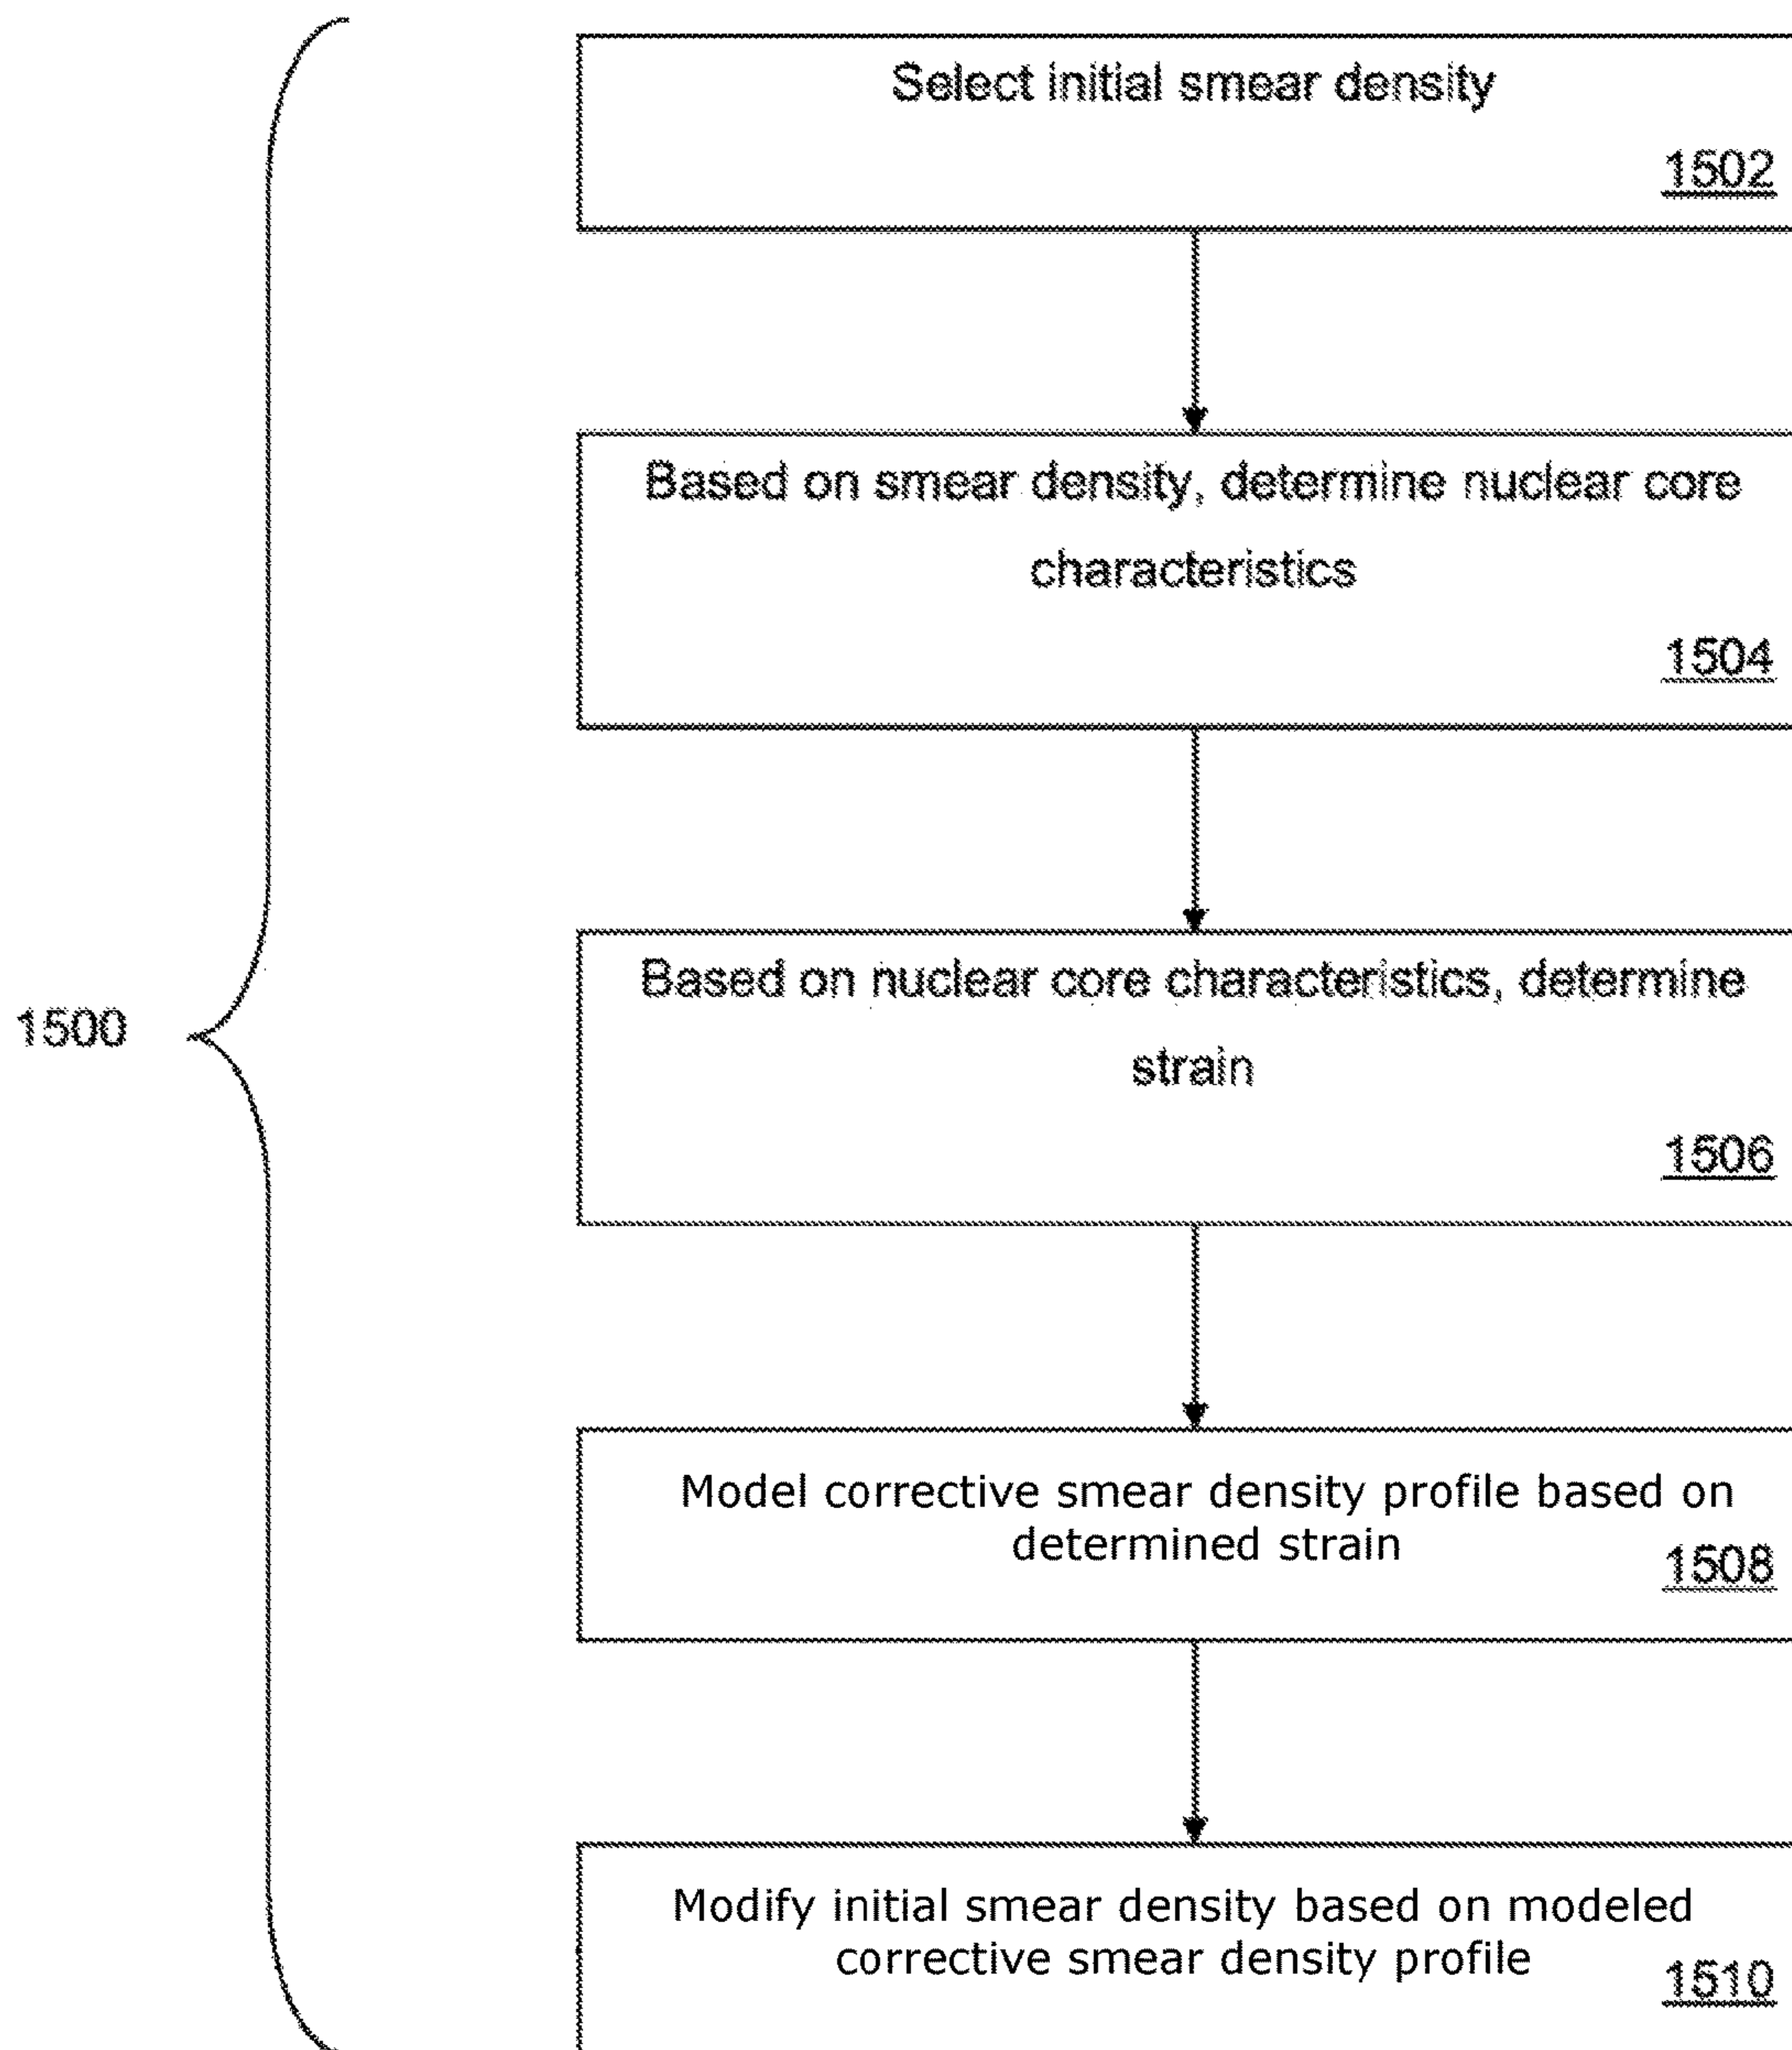 Select initial smear density
1502
Based on smear density, determine nuclear core
characteristics
1504
Based on nuclear core characteristics, determine
strain
1506
1500
Model corrective smear density profile based on
determined strain
1508
Modify initial smear density based on modeled
corrective smear density profile
1510